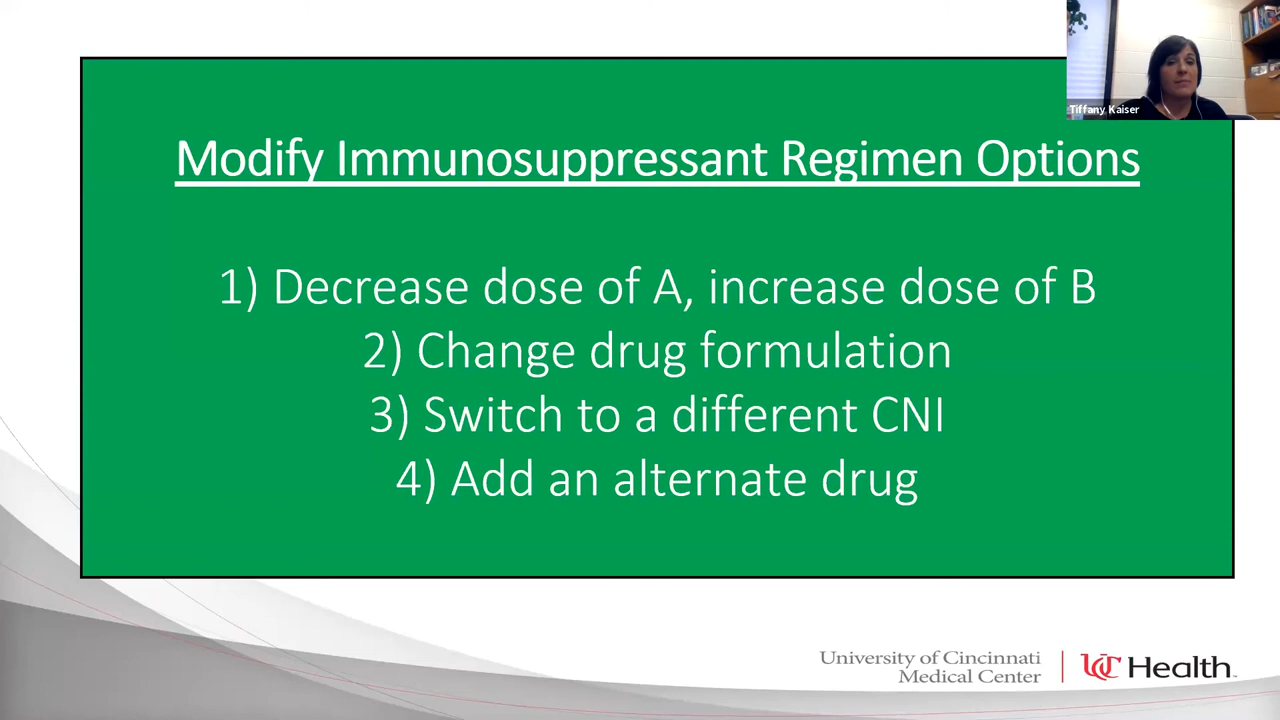 Tiffany Kaiser
Modify Immunosuppressant Regimen Options
1) Decrease dose of A, increase dose of B
2) Change drug formulation
3) Switch to a different CNI
4) Add an alternate drug
University of Cincinnati
Medical Center
UC Health™